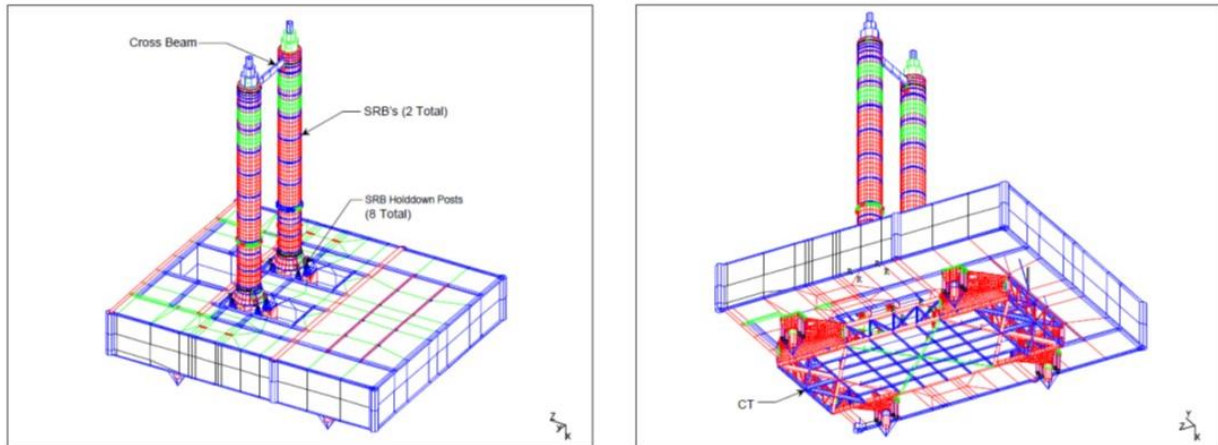 Cross Beam
SRB's (2 Total)
SRB Holddown Posts
(8 Total)
Z
Y
X
CT
Y
Z
X